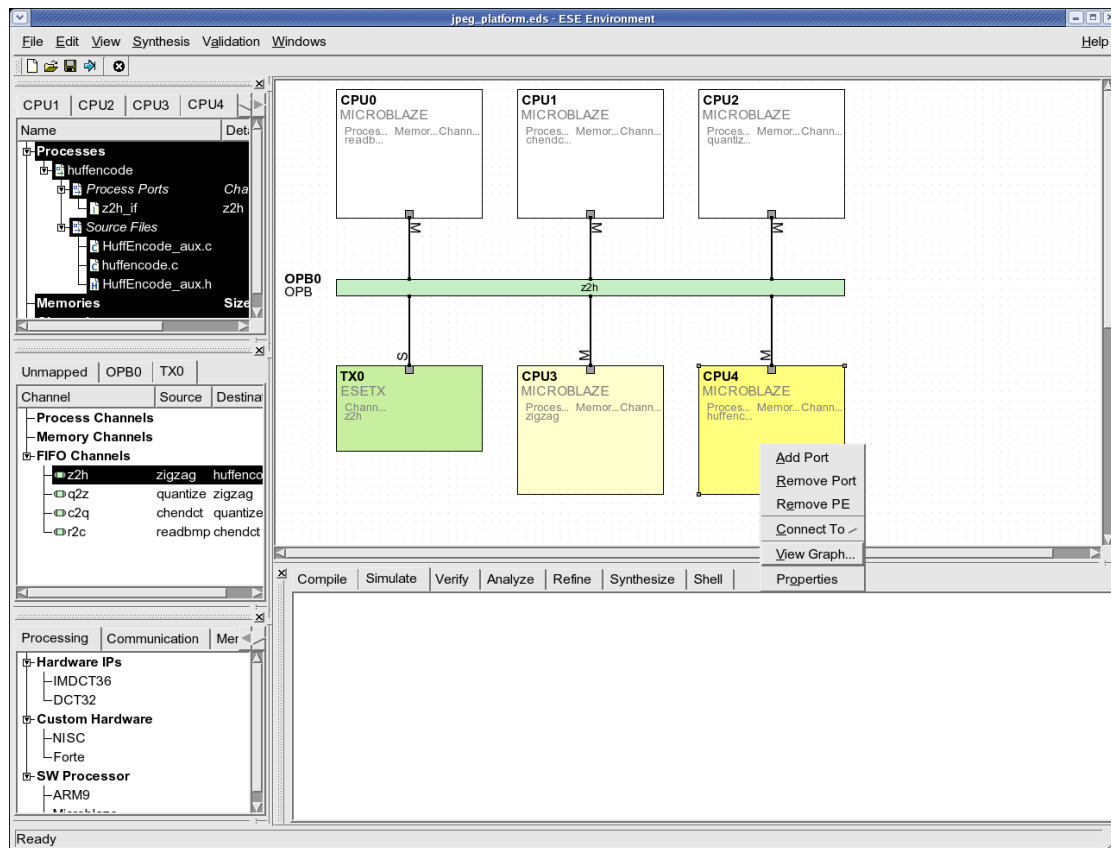 jpeg_platform.eds - ESE Environment
File Edit View Synthesis Validation Windows Help
CPU1 CPU2 CPU3 CPU4
Name Deta
Processes
huffencode
Process Ports Cha
z2h_if z2h
Source Files
HuffEncode_aux.c
huffencode.c
HuffEncode_aux.h
Memories Size
Unmapped OPB0 TX0
Channel Source Destinat
Process Channels
Memory Channels
FIFO Channels
z2h zigzag huffenco
q2z quantize zigzag
c2q chendct quantize
r2c readbmp chendct
Processing Communication Mer
Hardware IPs
IMDCT36
DCT32
Custom Hardware
NISC
Forte
SW Processor
ARM9
CPU0
MICROBLAZE
Proces... Memor... Chann...
readb...
M
CPU1
MICROBLAZE
Proces... Memor... Chann...
chendc...
M
CPU2
MICROBLAZE
Proces... Memor... Chann...
quantiz...
M
OPB0
OPB
z2h
S
TX0
ESETX
Chann...
z2h
M
CPU3
MICROBLAZE
Proces... Memor... Chann...
zigzag
M
CPU4
MICROBLAZE
Proces... Memor... Chann...
huffenc...
Add Port
Remove Port
Remove PE
Connect To
View Graph...
Properties
Compile Simulate Verify Analyze Refine Synthesize Shell
Ready